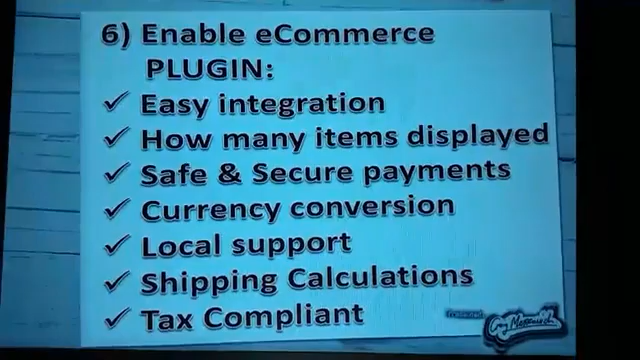 6) Enable eCommerce
PLUGIN:
✓ Easy integration
✓ How many items displayed
✓ Safe & Secure payments
✓ Currency conversion
✓ Local support
✓ Shipping Calculations
✓ Tax Compliant